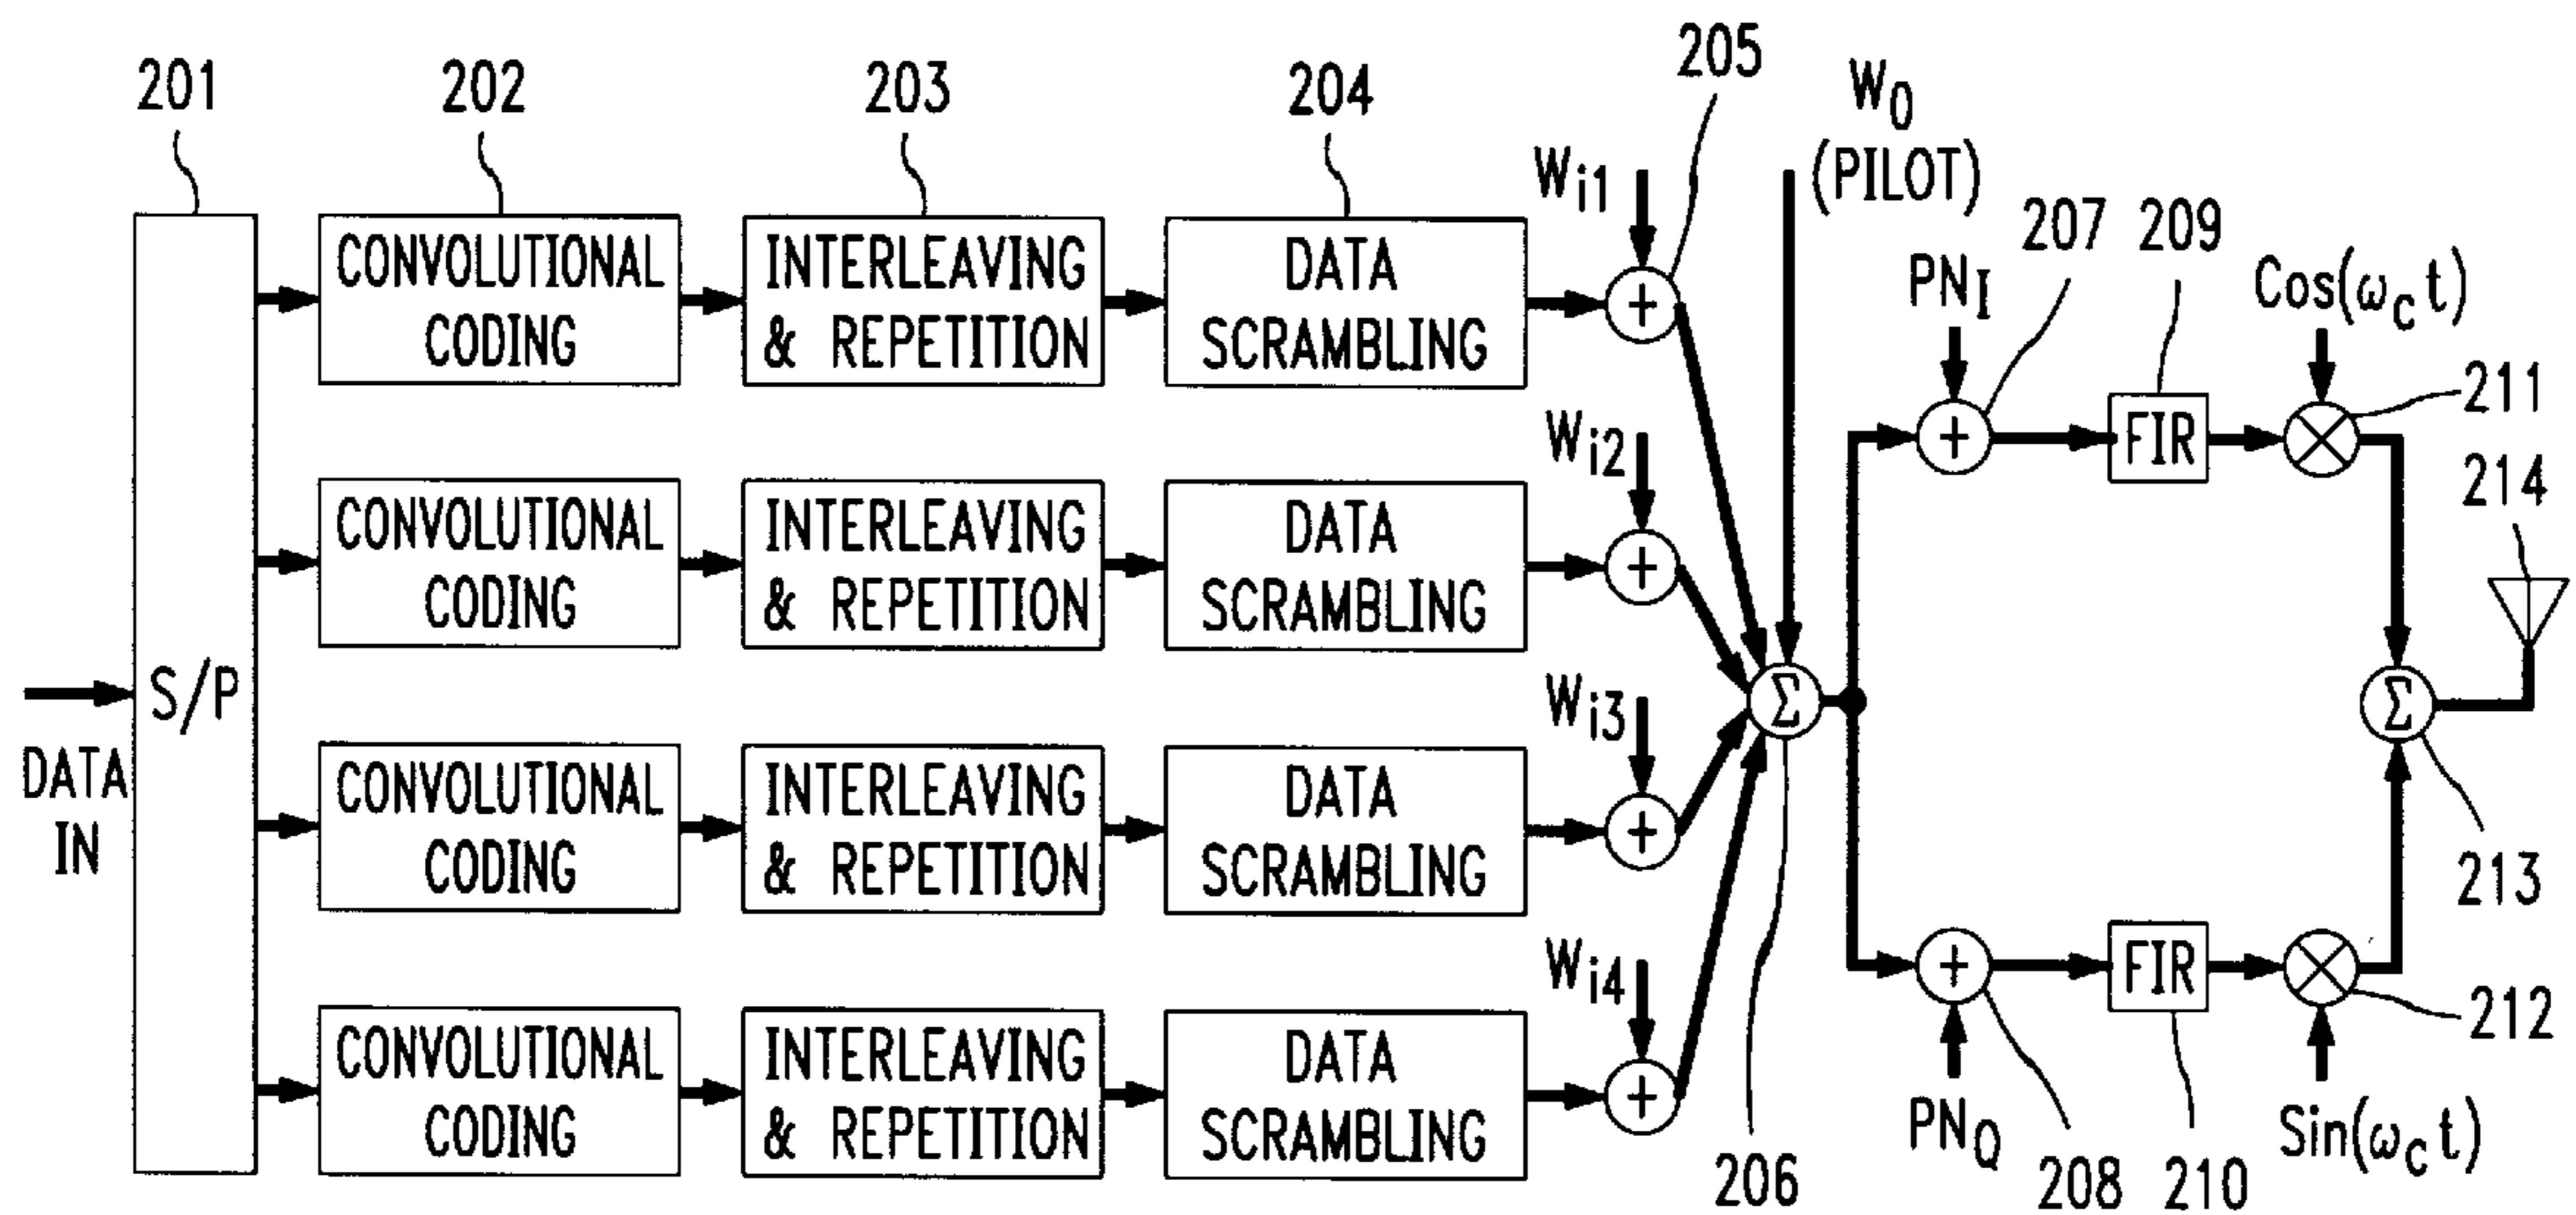 201
202
203
204
205
W0
(PILOT)
Wi1
CONVOLUTIONAL
CODING
INTERLEAVING
& REPETITION
DATA
SCRAMBLING
+
207
209
PNI
Cos(ωc t)
211
+
FIR
214
Wi2
CONVOLUTIONAL
CODING
INTERLEAVING
& REPETITION
DATA
SCRAMBLING
+
S/P
DATA
IN
Σ
Σ
Wi3
CONVOLUTIONAL
CODING
INTERLEAVING
& REPETITION
DATA
SCRAMBLING
+
213
Wi4
+
FIR
212
CONVOLUTIONAL
CODING
INTERLEAVING
& REPETITION
DATA
SCRAMBLING
+
206
PNQ
208
210
Sin(ωc t)